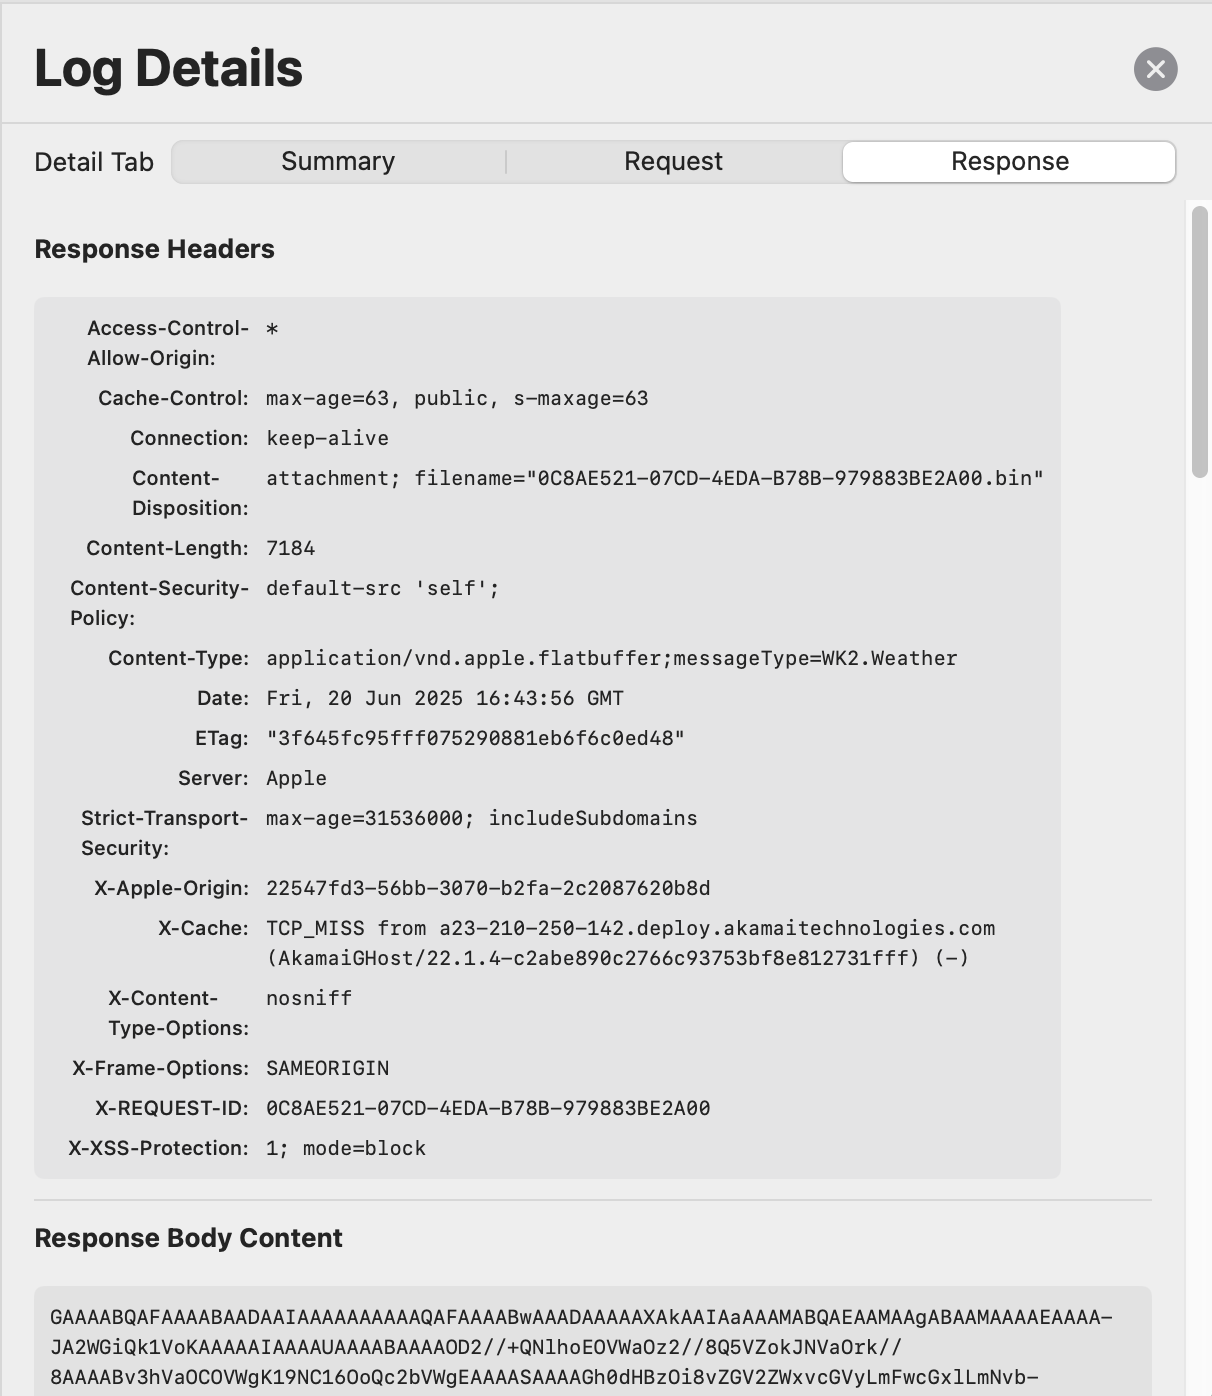 Log Details
Detail Tab
Summary
Request
Response
Response Headers
Access-Control-Allow-Origin: *
Cache-Control: max-age=63, public, s-maxage=63
Connection: keep-alive
Content-Disposition: attachment; filename="0C8AE521-07CD-4EDA-B78B-979883BE2A00.bin"
Content-Length: 7184
Content-Security-Policy: default-src 'self';
Content-Type: application/vnd.apple.flatbuffer;messageType=WK2.Weather
Date: Fri, 20 Jun 2025 16:43:56 GMT
ETag: "3f645fc95fff075290881eb6f6c0ed48"
Server: Apple
Strict-Transport-Security: max-age=31536000; includeSubdomains
X-Apple-Origin: 22547fd3-56bb-3070-b2fa-2c2087620b8d
X-Cache: TCP_MISS from a23-210-250-142.deploy.akamaitechnologies.com
(AkamaiGHost/22.1.4-c2abe890c2766c93753bf8e812731fff) (-)
X-Content-Type-Options: nosniff
X-Frame-Options: SAMEORIGIN
X-REQUEST-ID: 0C8AE521-07CD-4EDA-B78B-979883BE2A00
X-XSS-Protection: 1; mode=block
Response Body Content
GAAAABQAFAAAABAADAAIAAAAAAAAAAQAFAAAABwAAADAAAAAXAkAAIAaAAAMABQAEAAMAAgABAAMAAAAEAAAA-
JA2WGiQk1VoKAAAAAIAAAAUAAAABAAAAOD2//+QNlhoEOVWaOz2//8Q5VZokJNVaOrk//
8AAAABv3hVaOCOVWgK19NC16OoQc2bVWgEAAAASAAAAGh0dHBzOi8vZGV2ZWxvcGVyLmFwcGxlLmNvb-